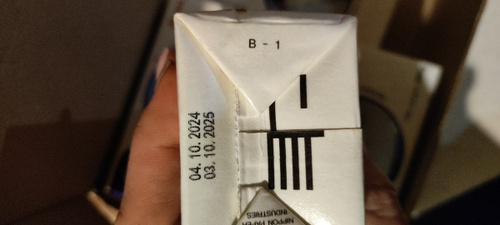 B - 1
04. 10. 2024
03. 10. 2025
NIPPON PAPER
INDUSTRIES